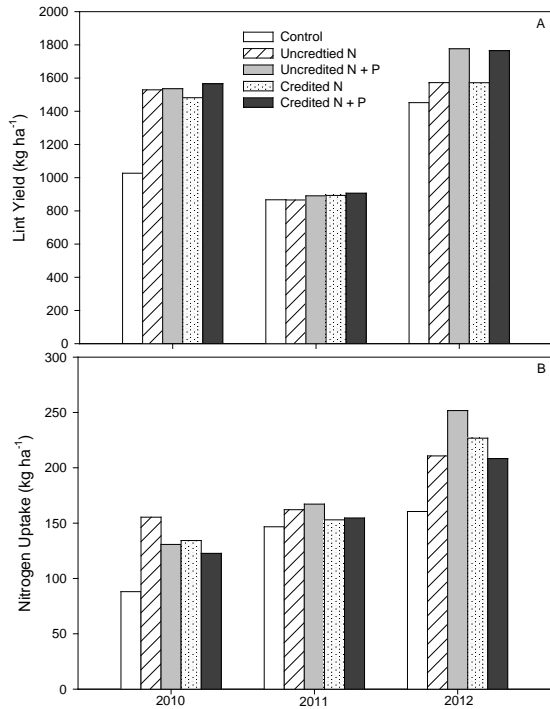 A
Control
Uncredtied N
Uncredited N + P
Credited N
Credited N + P
Lint Yield (kg ha-1)
2000
1800
1600
1400
1200
1000
800
600
400
200
0
B
Nitrogen Uptake (kg ha-1)
300
250
200
150
100
50
0
2010 2011 2012